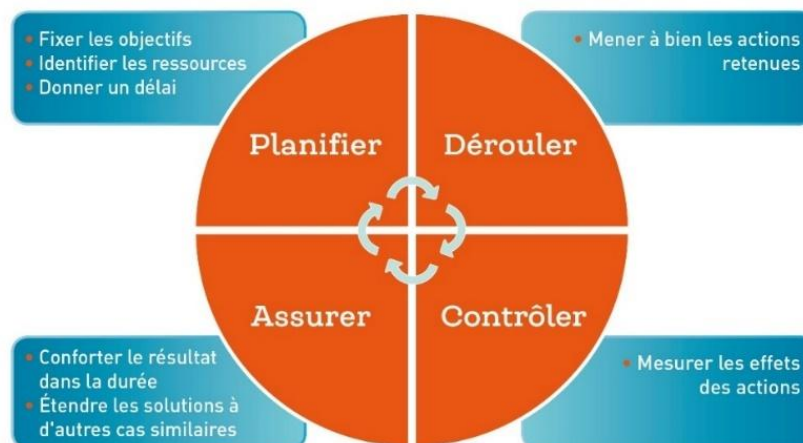 • Fixer les objectifs
• Identifier les ressources
• Donner un délai
• Mener à bien les actions
retenues
Planifier
Dérouler
Assurer
Contrôler
• Conforter le résultat
dans la durée
• Étendre les solutions à
d'autres cas similaires
• Mesurer les effets
des actions